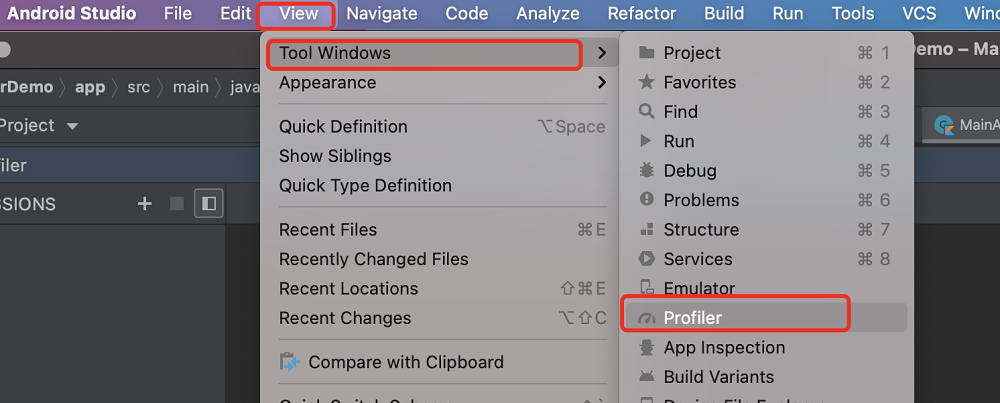 Android Studio File Edit View Navigate Code Analyze Refactor Build Run Tools VCS Wind
Demo – Ma
rDemo 〉 app 〉 src 〉 main 〉 java
Project
MainA
filer
SSIONS
Tool Windows
Appearance
Quick Definition ⌥Space
Show Siblings
Quick Type Definition
Recent Files ⌘E
Recently Changed Files
Recent Locations ⇧⌘E
Recent Changes ⌥⇧C
Compare with Clipboard
Project ⌘ 1
Favorites ⌘ 2
Find ⌘ 3
Run ⌘ 4
Debug ⌘ 5
Problems ⌘ 6
Structure ⌘ 7
Services ⌘ 8
Emulator
Profiler
App Inspection
Build Variants